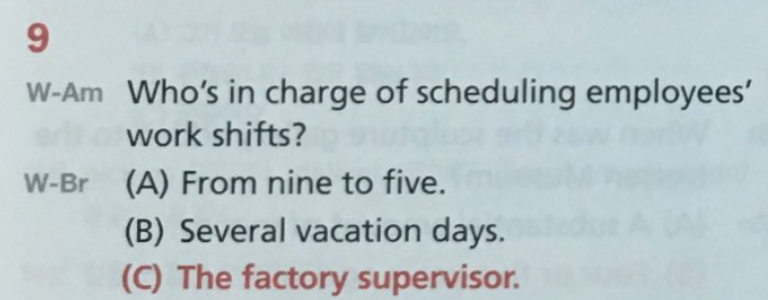 9
W-Am Who's in charge of scheduling employees'
work shifts?
W-Br (A) From nine to five.
(B) Several vacation days.
(C) The factory supervisor.